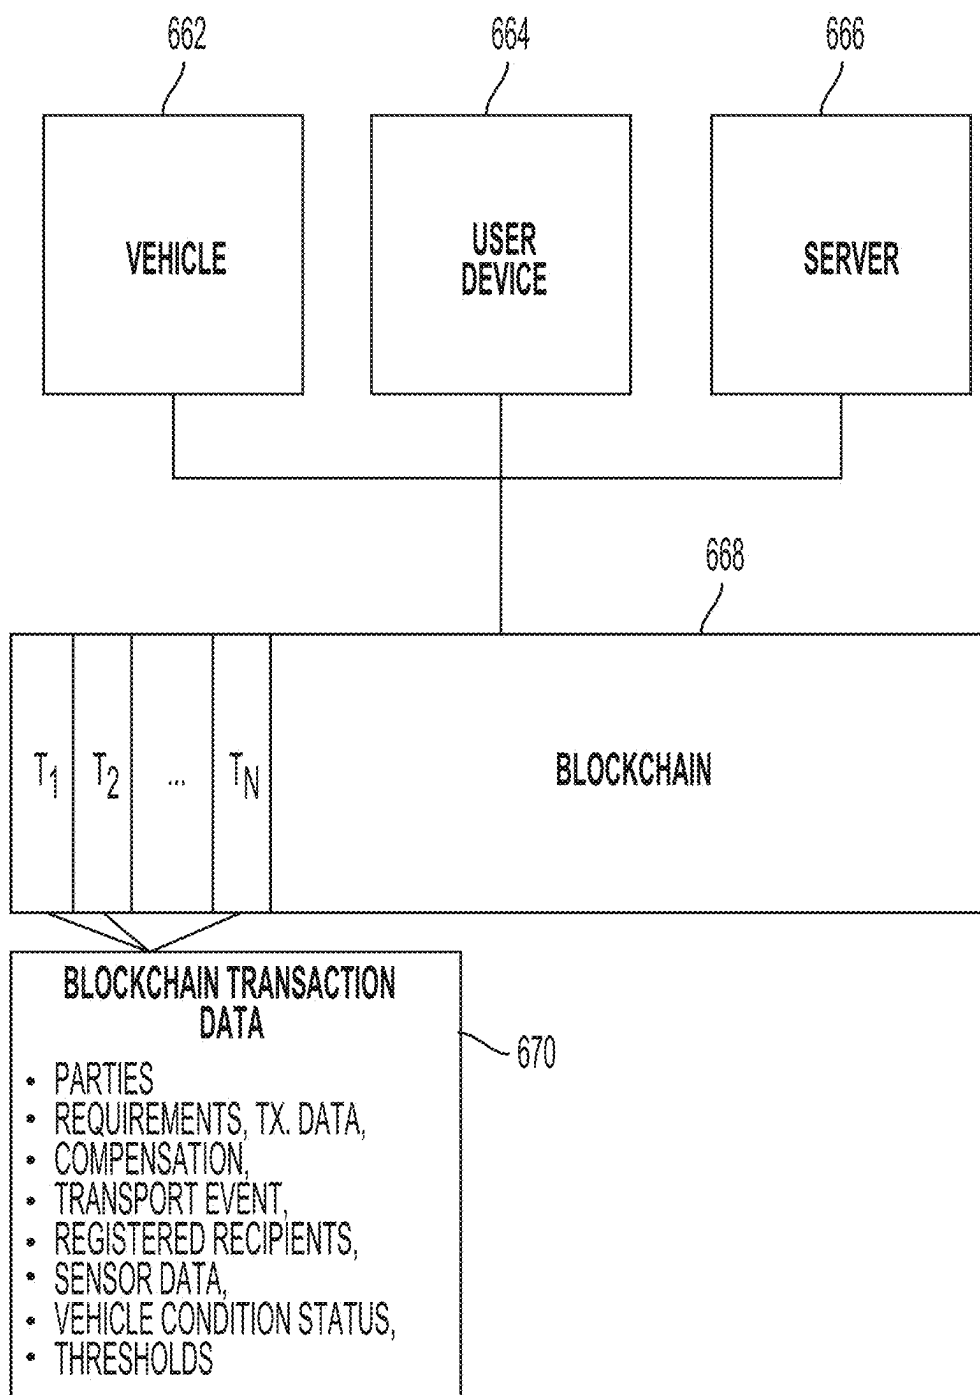 662
664
666
VEHICLE
USER
DEVICE
SERVER
668
T1
T2
...
TN
BLOCKCHAIN
BLOCKCHAIN TRANSACTION
DATA
670
• PARTIES
• REQUIREMENTS, TX. DATA,
• COMPENSATION,
• TRANSPORT EVENT,
• REGISTERED RECIPIENTS,
• SENSOR DATA,
• VEHICLE CONDITION STATUS,
• THRESHOLDS